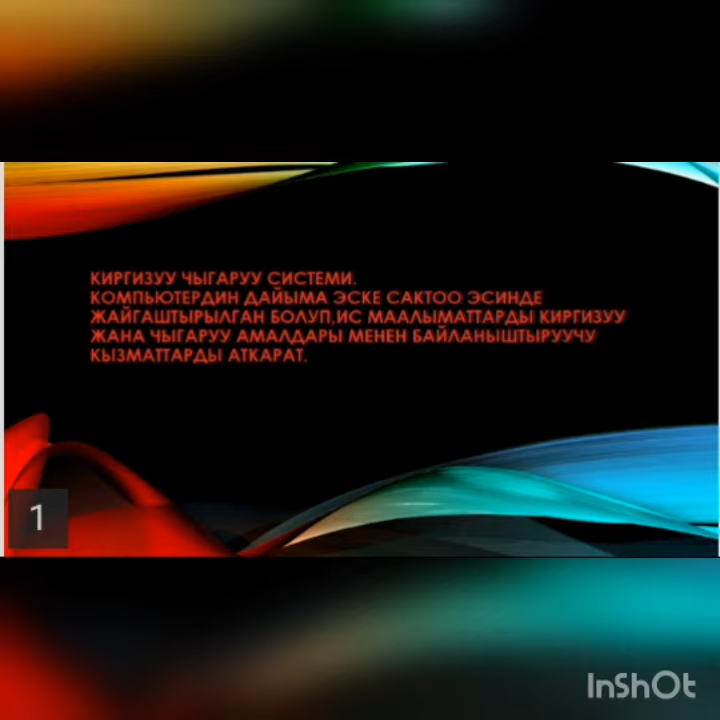 КИРГИЗУУ ЧЫГАРУУ СИСТЕМИ.
КОМПЬЮТЕРДИН ДАЙЫМА ЭСКЕ САКТОО ЭСИНДЕ
ЖАЙГАШТЫРЫЛГАН БОЛУП,ИС МААЛЫМАТТАРДЫ КИРГИЗУУ
ЖАНА ЧЫГАРУУ АМАЛДАРЫ МЕНЕН БАЙЛАНЫШТЫРУУЧУ
КЫЗМАТТАРДЫ АТКАРАТ.
1
InShOt